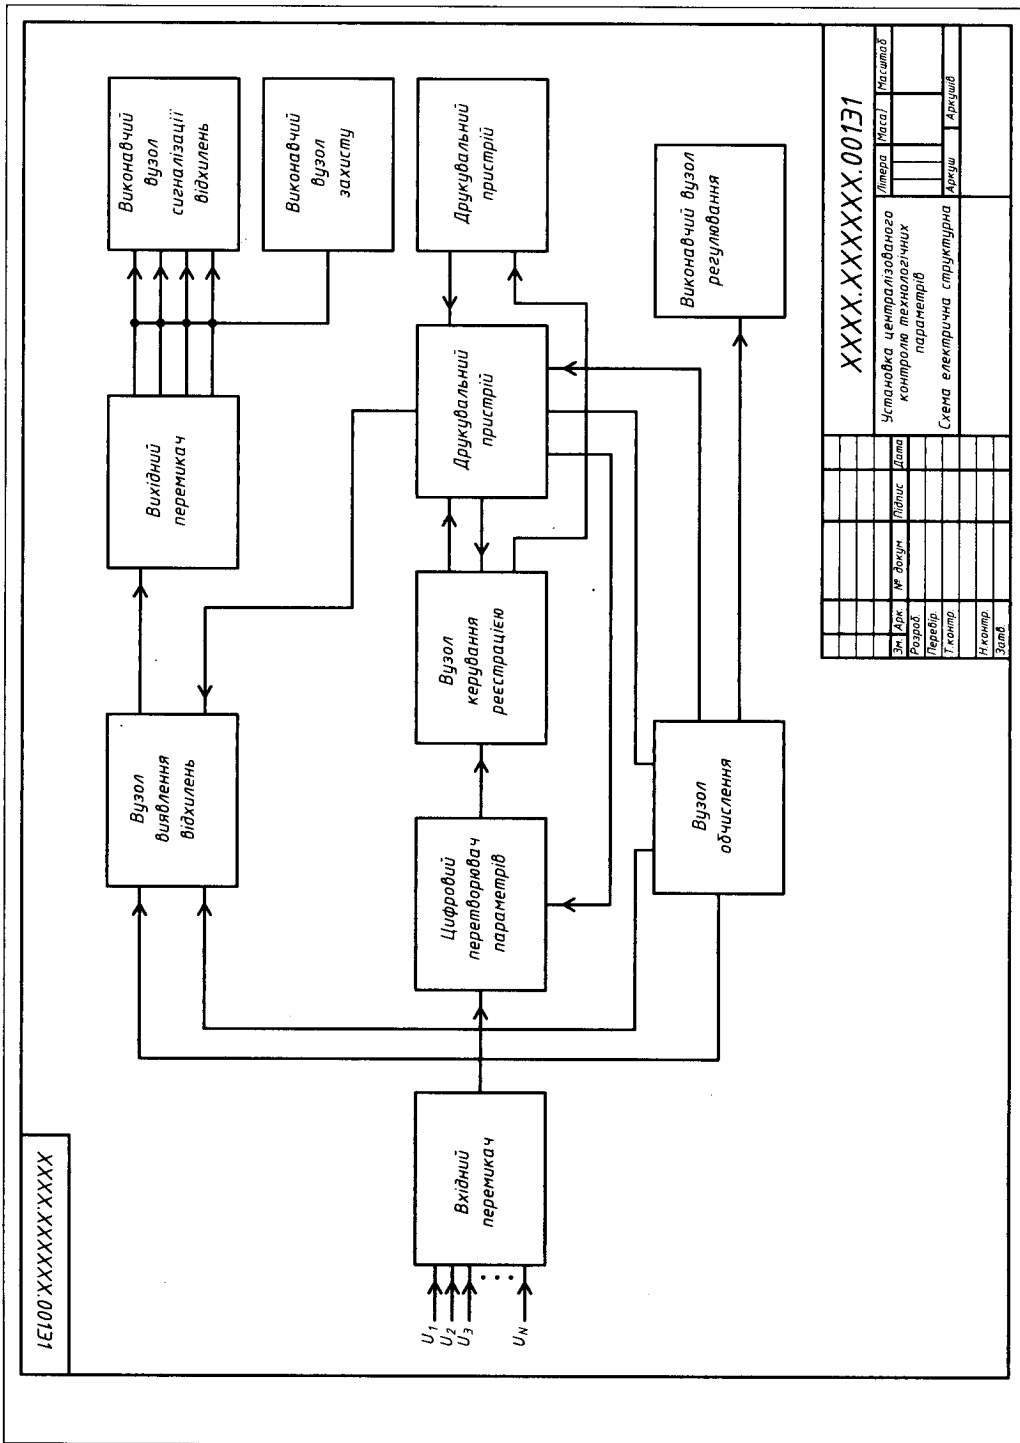 XXXX.XXXXXX.001Э1
Виконавчий
вузол
сигналізації
відхилень
Виконавчий
вузол
захисту
Друкувальний
пристрій
Виконавчий вузол
регулювання
Вихідний
перемикач
Друкувальний
пристрій
Вузол
виявлення
відхилень
Вузол
керування
реєстрацією
Цифровий
перетворювач
параметрів
Вузол
обчислення
Вхідний
перемикач
U1
U2
U3
...
UN
XXXX.XXXXXX.001Э1
Зм. Арк. № докум. Підпис Дата
Розроб.
Перевір.
Т.контр.
Н.контр.
Затв.
Установка централізованого
контролю технологічних
параметрів
Схема електрична структурна
Літера Маса1 Масштаб
Аркуш Аркушів